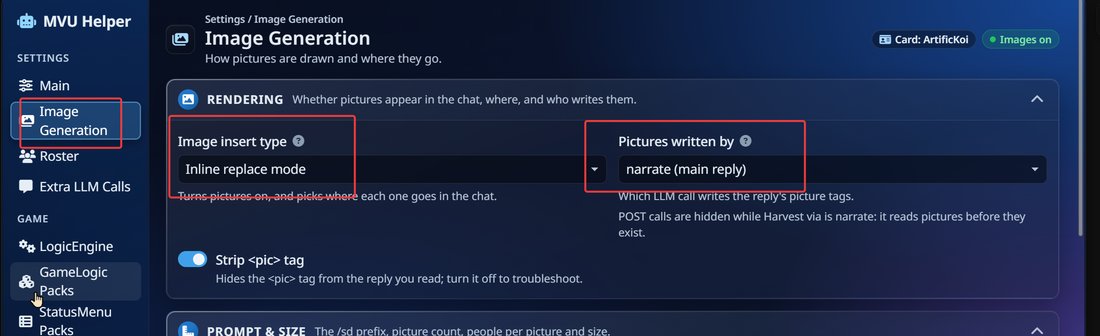 MVU Helper
SETTINGS
Main
Image
Generation
Roster
Extra LLM Calls
GAME
LogicEngine
GameLogic
Packs
StatusMenu
Packs
Settings / Image Generation
Image Generation
How pictures are drawn and where they go.
Card: ArtificKoi
Images on
RENDERING Whether pictures appear in the chat, where, and who writes them.
Image insert type ?
Inline replace mode
Turns pictures on, and picks where each one goes in the chat.
Pictures written by ?
narrate (main reply)
Which LLM call writes the reply's picture tags.
POST calls are hidden while Harvest via is narrate: it reads pictures before they
exist.
Strip <pic> tag
Hides the <pic> tag from the reply you read; turn it off to troubleshoot.
PROMPT & SIZE The /sd prefix, picture count, people per picture and size.